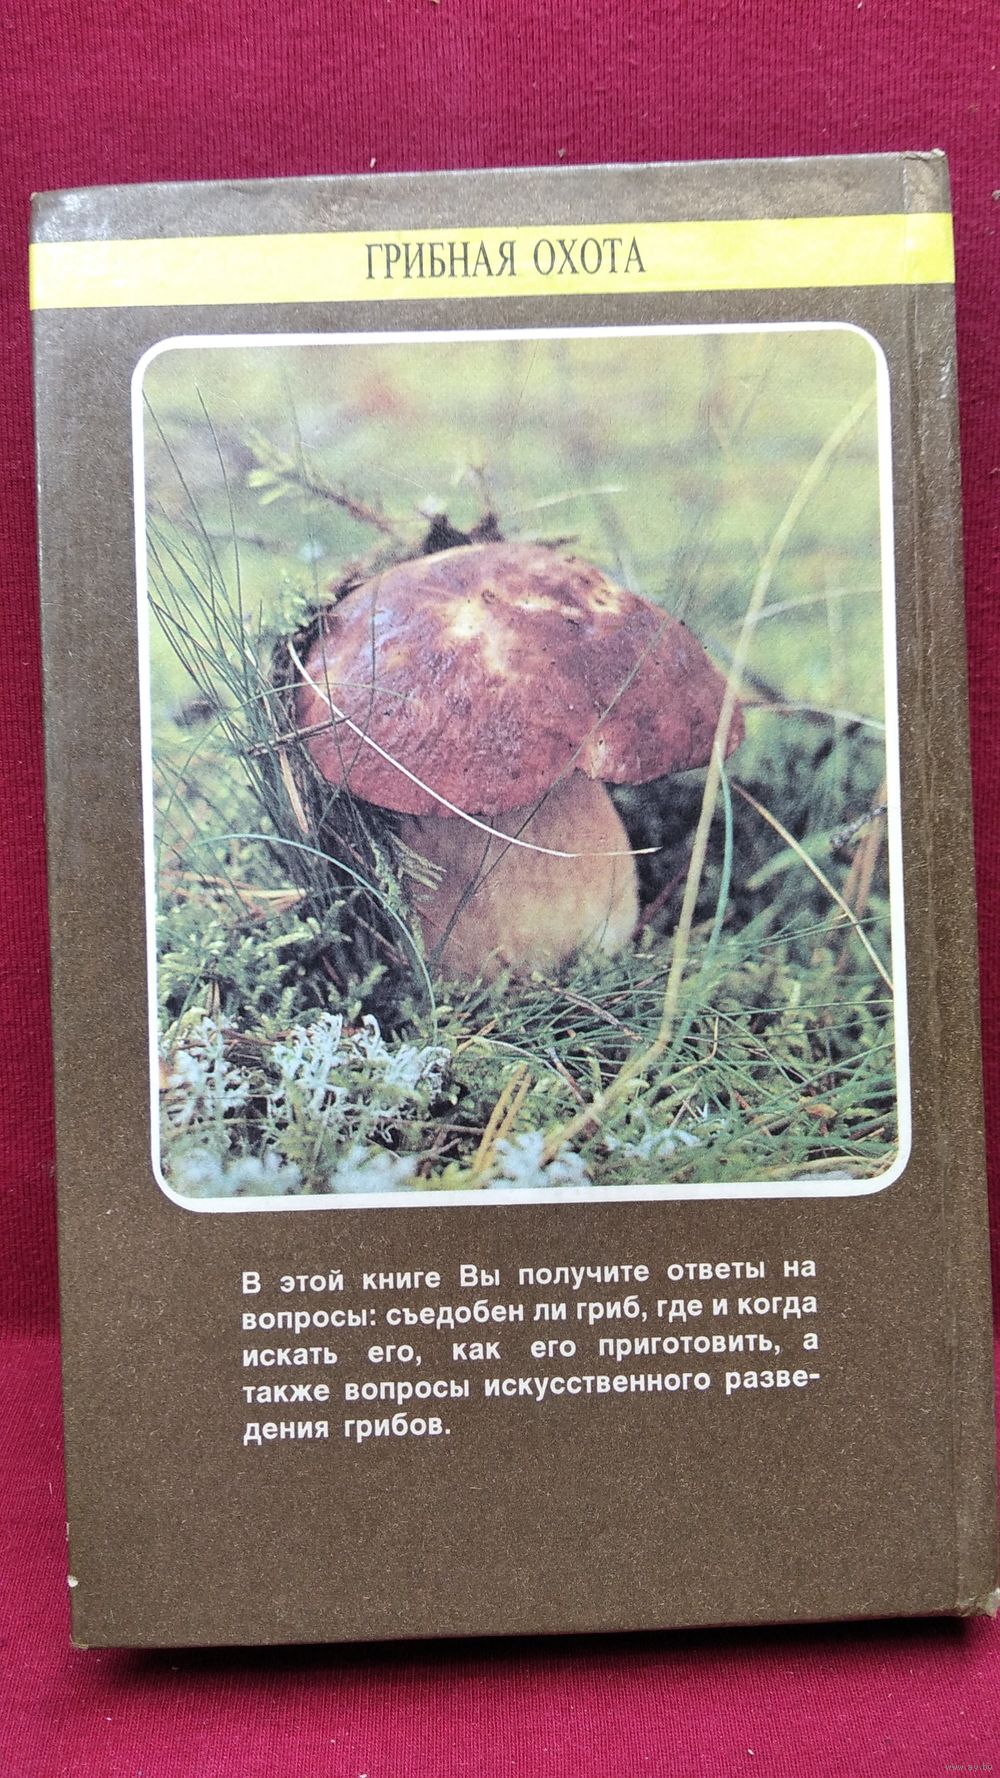 ГРИБНАЯ ОХОТА
В этой книге Вы получите ответы на
вопросы: съедобен ли гриб, где и когда
искать его, как его приготовить, а
также вопросы искусственного разве-
дения грибов.